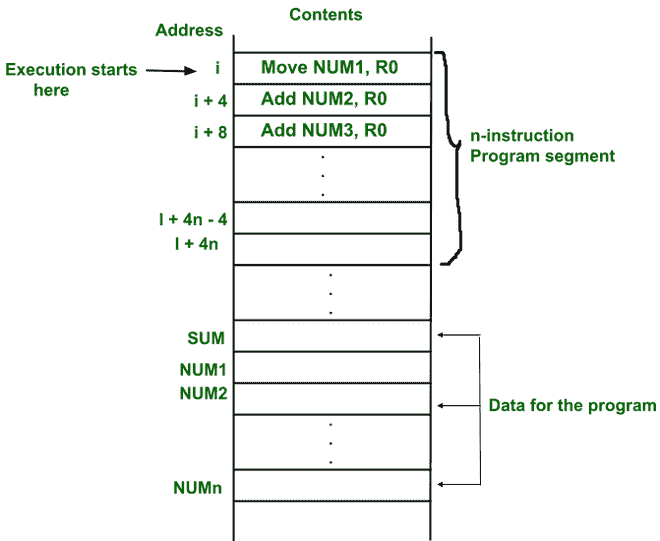 Contents
Address
Execution starts
here
i
Move NUM1, R0
i + 4
Add NUM2, R0
i + 8
Add NUM3, R0
n-instruction
Program segment
I + 4n - 4
I + 4n
SUM
NUM1
NUM2
Data for the program
NUMn